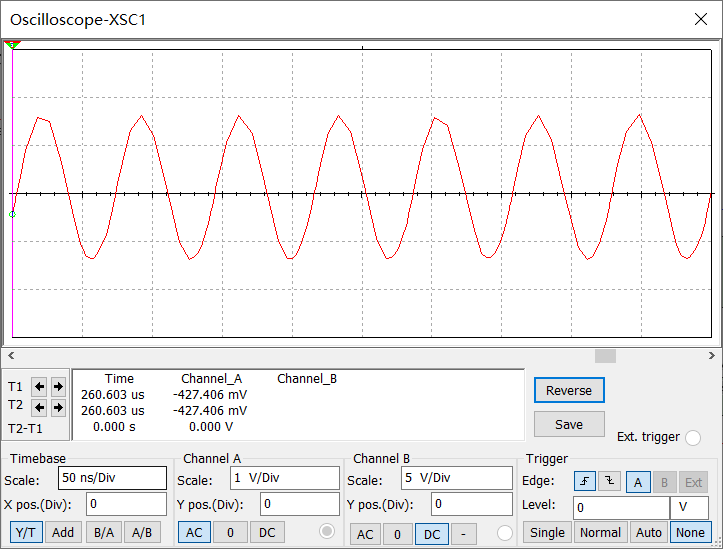 Oscilloscope-XSC1
Time Channel_A Channel_B
T1 260.603 us -427.406 mV
T2 260.603 us -427.406 mV
T2-T1 0.000 s 0.000 V
Reverse
Save
Ext. trigger
Timebase
Scale: 50 ns/Div
X pos.(Div): 0
Y/T Add B/A A/B
Channel A
Scale: 1 V/Div
Y pos.(Div): 0
AC 0 DC
Channel B
Scale: 5 V/Div
Y pos.(Div): 0
AC 0 DC -
Trigger
Edge: A B Ext
Level: 0 V
Single Normal Auto None